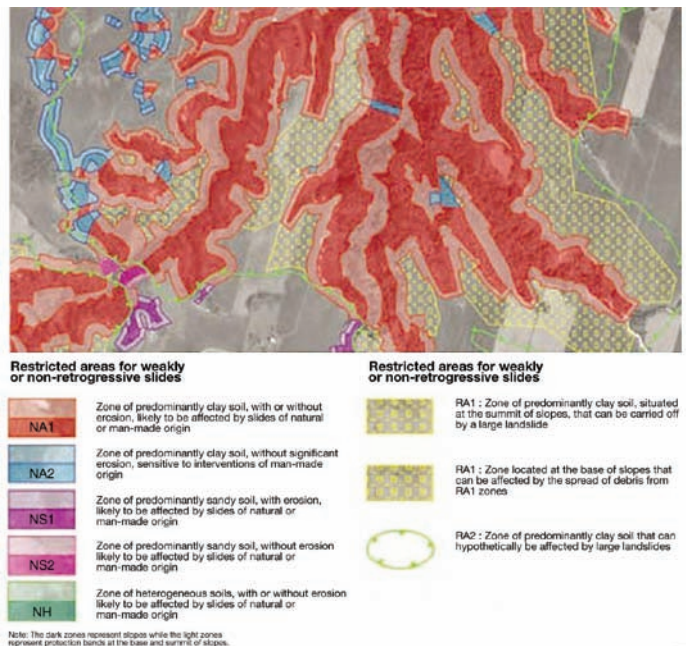 Restricted areas for weakly
or non-retrogressive slides
NA1
Zone of predominantly clay soil, with or without
erosion, likely to be affected by slides of natural
or man-made origin
NA2
Zone of predominantly clay soil, without significant
erosion, sensitive to interventions of man-made
origin
NS1
Zone of predominantly sandy soil, with erosion,
likely to be affected by slides of natural or
man-made origin
NS2
Zone of predominantly sandy soil, without erosion
likely to be affected by slides of natural or
man-made origin
NH
Zone of heterogeneous soils, with or without erosion
likely to be affected by slides of natural or
man-made origin
Note: The dark zones represent slopes while the light zones
represent protection bands at the base and summit of slopes.
Restricted areas for weakly
or non-retrogressive slides
RA1 : Zone of predominantly clay soil, situated
at the summit of slopes, that can be carried off
by a large landslide
RA1 : Zone located at the base of slopes that
can be affected by the spread of debris from
RA1 zones
RA2 : Zone of predominantly clay soil that can
hypothetically be affected by large landslides